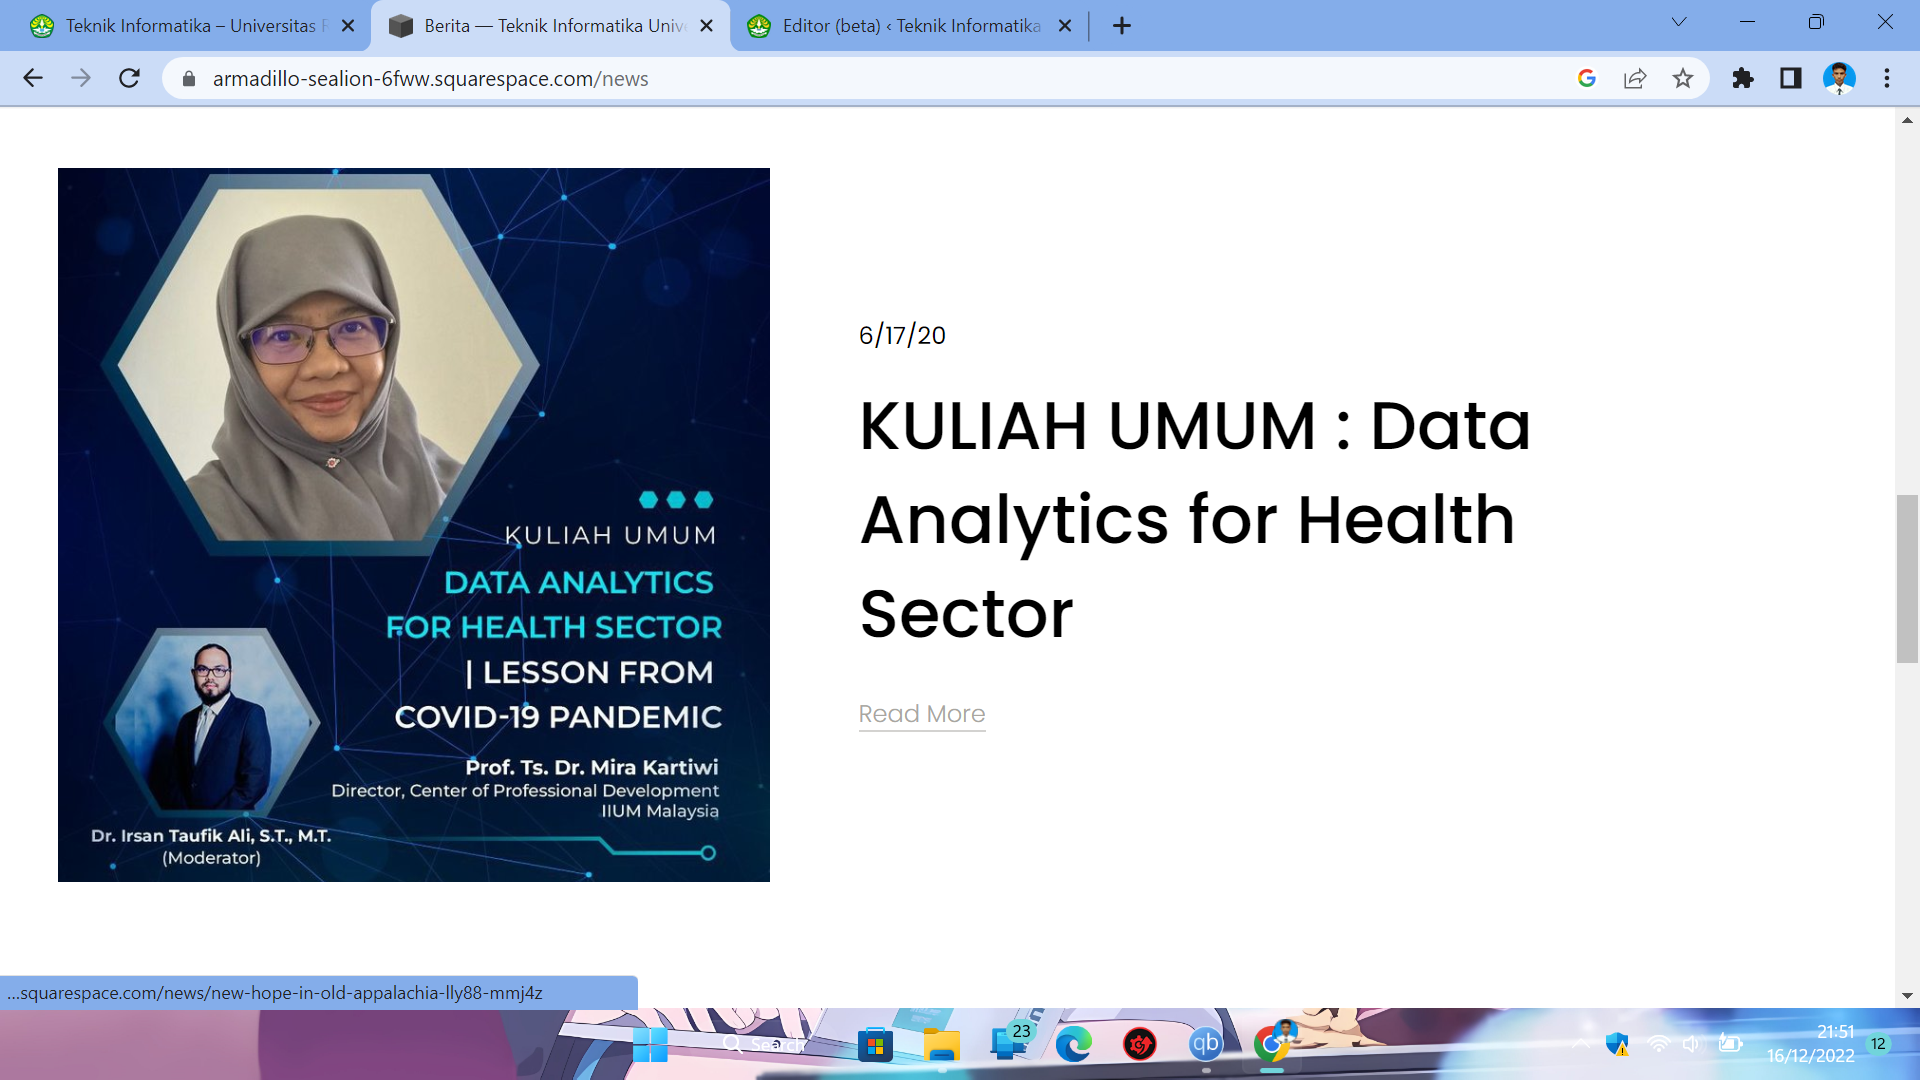 Teknik Informatika – Universitas R
Berita — Teknik Informatika Unive
Editor (beta) ‹ Teknik Informatika
armadillo-sealion-6fww.squarespace.com/news
KULIAH UMUM
DATA ANALYTICS
FOR HEALTH SECTOR
| LESSON FROM
COVID-19 PANDEMIC
Prof. Ts. Dr. Mira Kartiwi
Director, Center of Professional Development
IIUM Malaysia
Dr. Irsan Taufik Ali, S.T., M.T.
(Moderator)
6/17/20
KULIAH UMUM : Data
Analytics for Health
Sector
Read More
...squarespace.com/news/new-hope-in-old-appalachia-lly88-mmj4z
Search
23
qb
21:51
16/12/2022
12